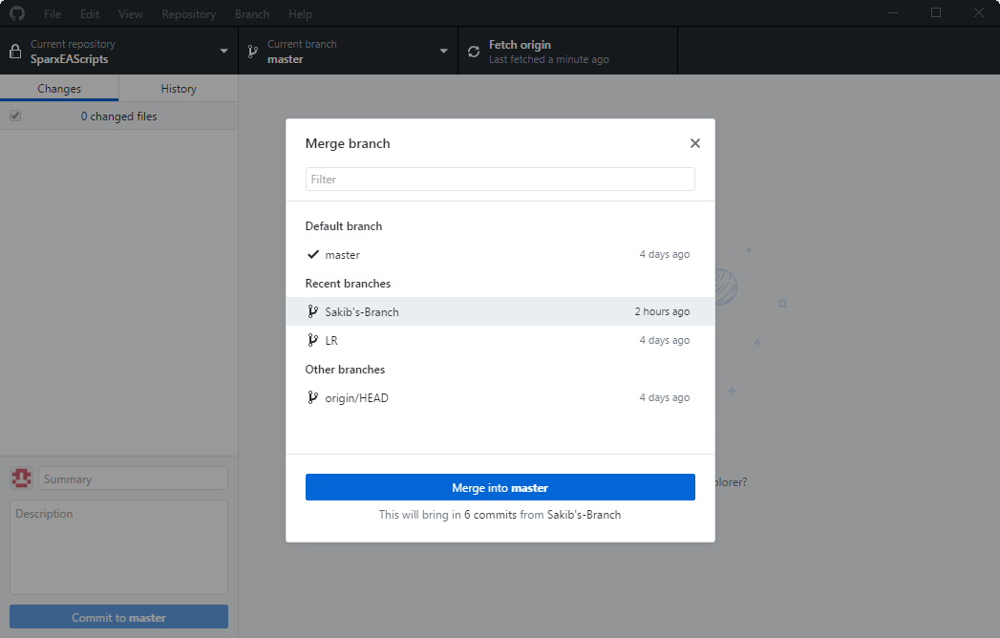 File Edit View Repository Branch Help
Current repository
SparxEAScripts
Current branch
master
Fetch origin
Last fetched a minute ago
Changes History
0 changed files
Merge branch
Filter
Default branch
master 4 days ago
Recent branches
Sakib's-Branch 2 hours ago
LR 4 days ago
Other branches
origin/HEAD 4 days ago
Merge into master
This will bring in 6 commits from Sakib's-Branch
plorer?
Summary
Description
Commit to master